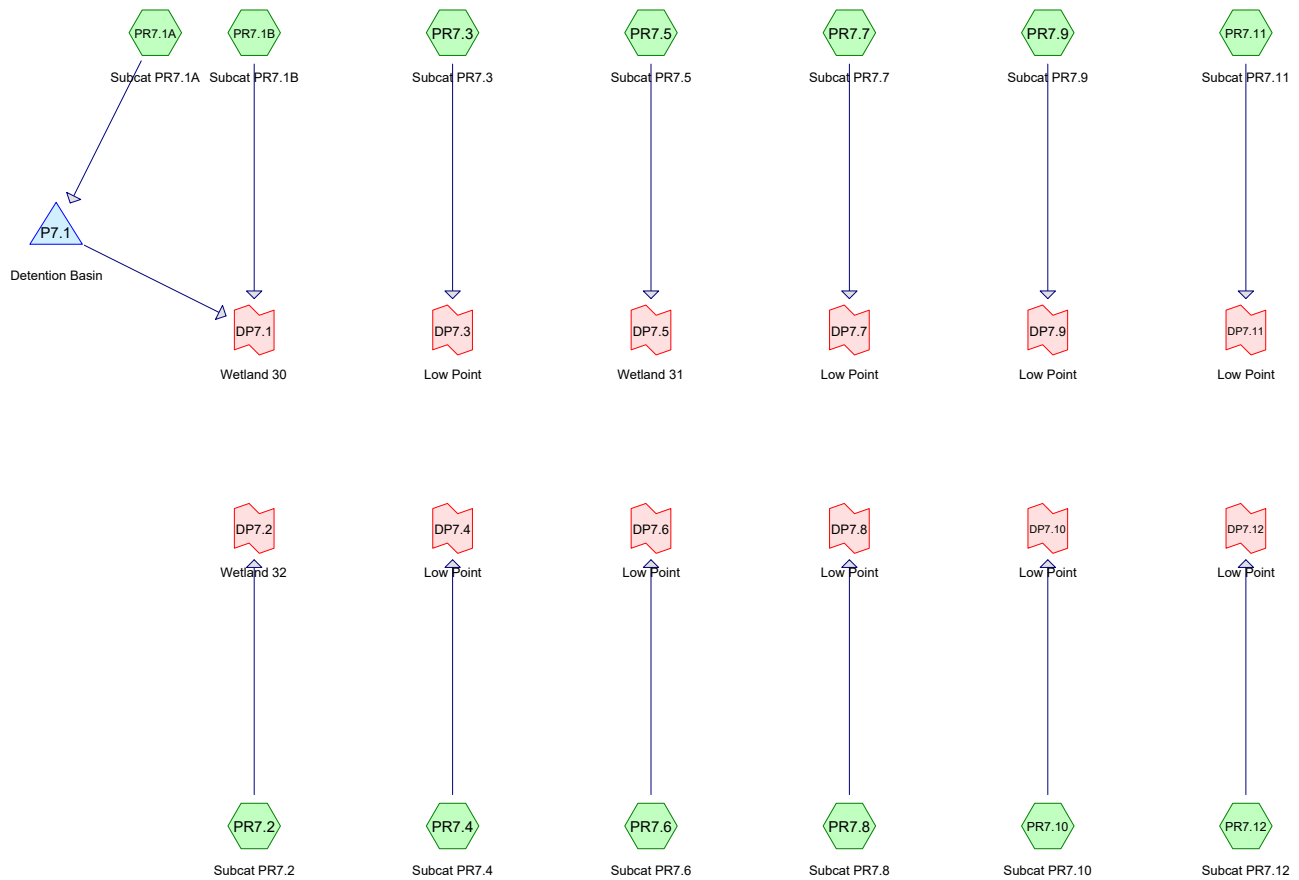 PR7.1A
PR7.1B
PR7.3
PR7.5
PR7.7
PR7.9
PR7.11
Subcat PR7.1A
Subcat PR7.1B
Subcat PR7.3
Subcat PR7.5
Subcat PR7.7
Subcat PR7.9
Subcat PR7.11
P7.1
Detention Basin
DP7.1
DP7.3
DP7.5
DP7.7
DP7.9
DP7.11
Wetland 30
Low Point
Wetland 31
Low Point
Low Point
Low Point
DP7.2
DP7.4
DP7.6
DP7.8
DP7.10
DP7.12
Wetland 32
Low Point
Low Point
Low Point
Low Point
Low Point
PR7.2
PR7.4
PR7.6
PR7.8
PR7.10
PR7.12
Subcat PR7.2
Subcat PR7.4
Subcat PR7.6
Subcat PR7.8
Subcat PR7.10
Subcat PR7.12